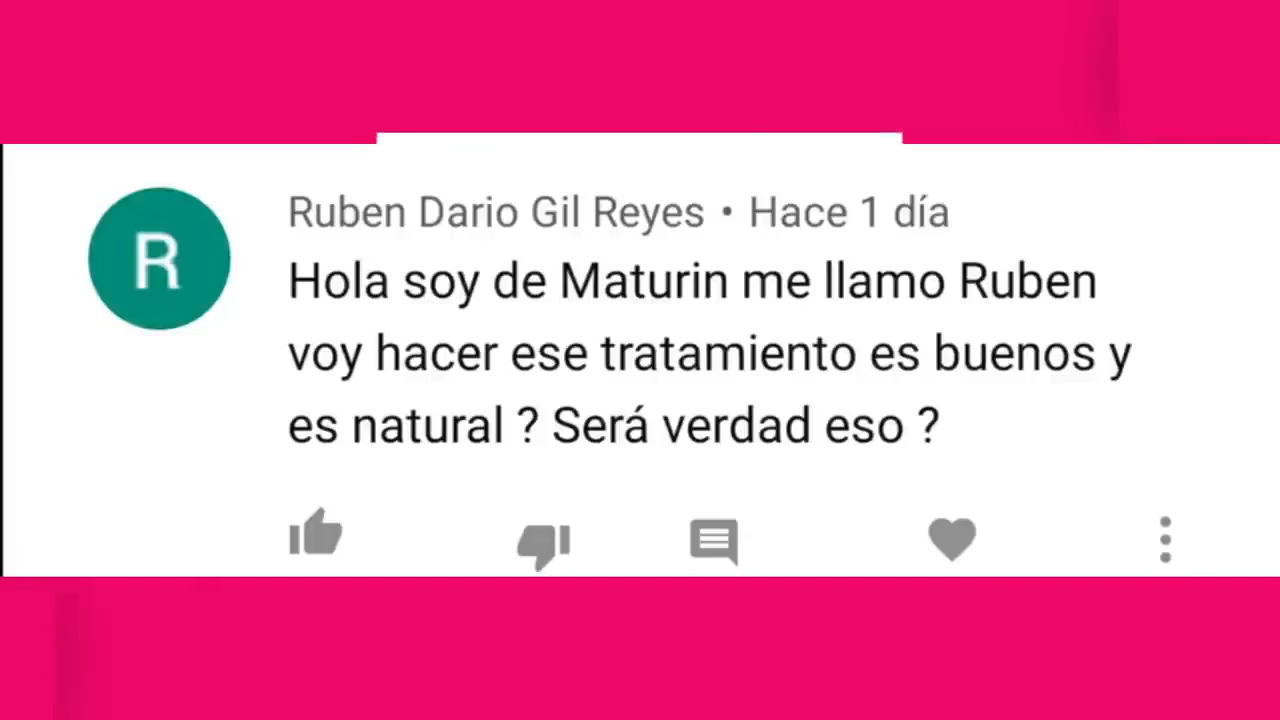 R
Ruben Dario Gil Reyes • Hace 1 día
Hola soy de Maturin me llamo Ruben
voy hacer ese tratamiento es buenos y
es natural ? Será verdad eso ?